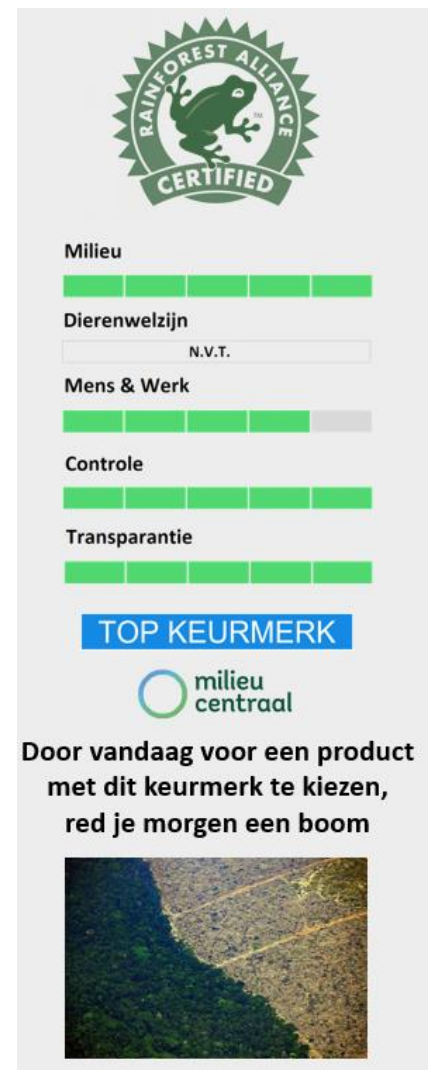 RAINFOREST ALLIANCE
TM
CERTIFIED
Milieu
Dierenwelzijn
N.V.T.
Mens & Werk
Controle
Transparantie
TOP KEURMERK
milieu
centraal
Door vandaag voor een product
met dit keurmerk te kiezen,
red je morgen een boom